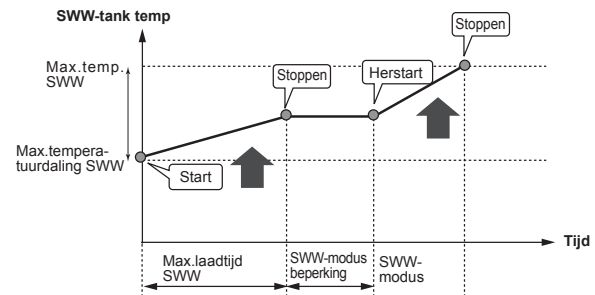 SWW-tank temp
Stoppen
Max.temp.
SWW
Stoppen
Herstart
Max.tempera-
tuurdaling SWW
Start
Tijd
Max.laadtijd
SWW
SWW-modus
beperking
SWW-
modus